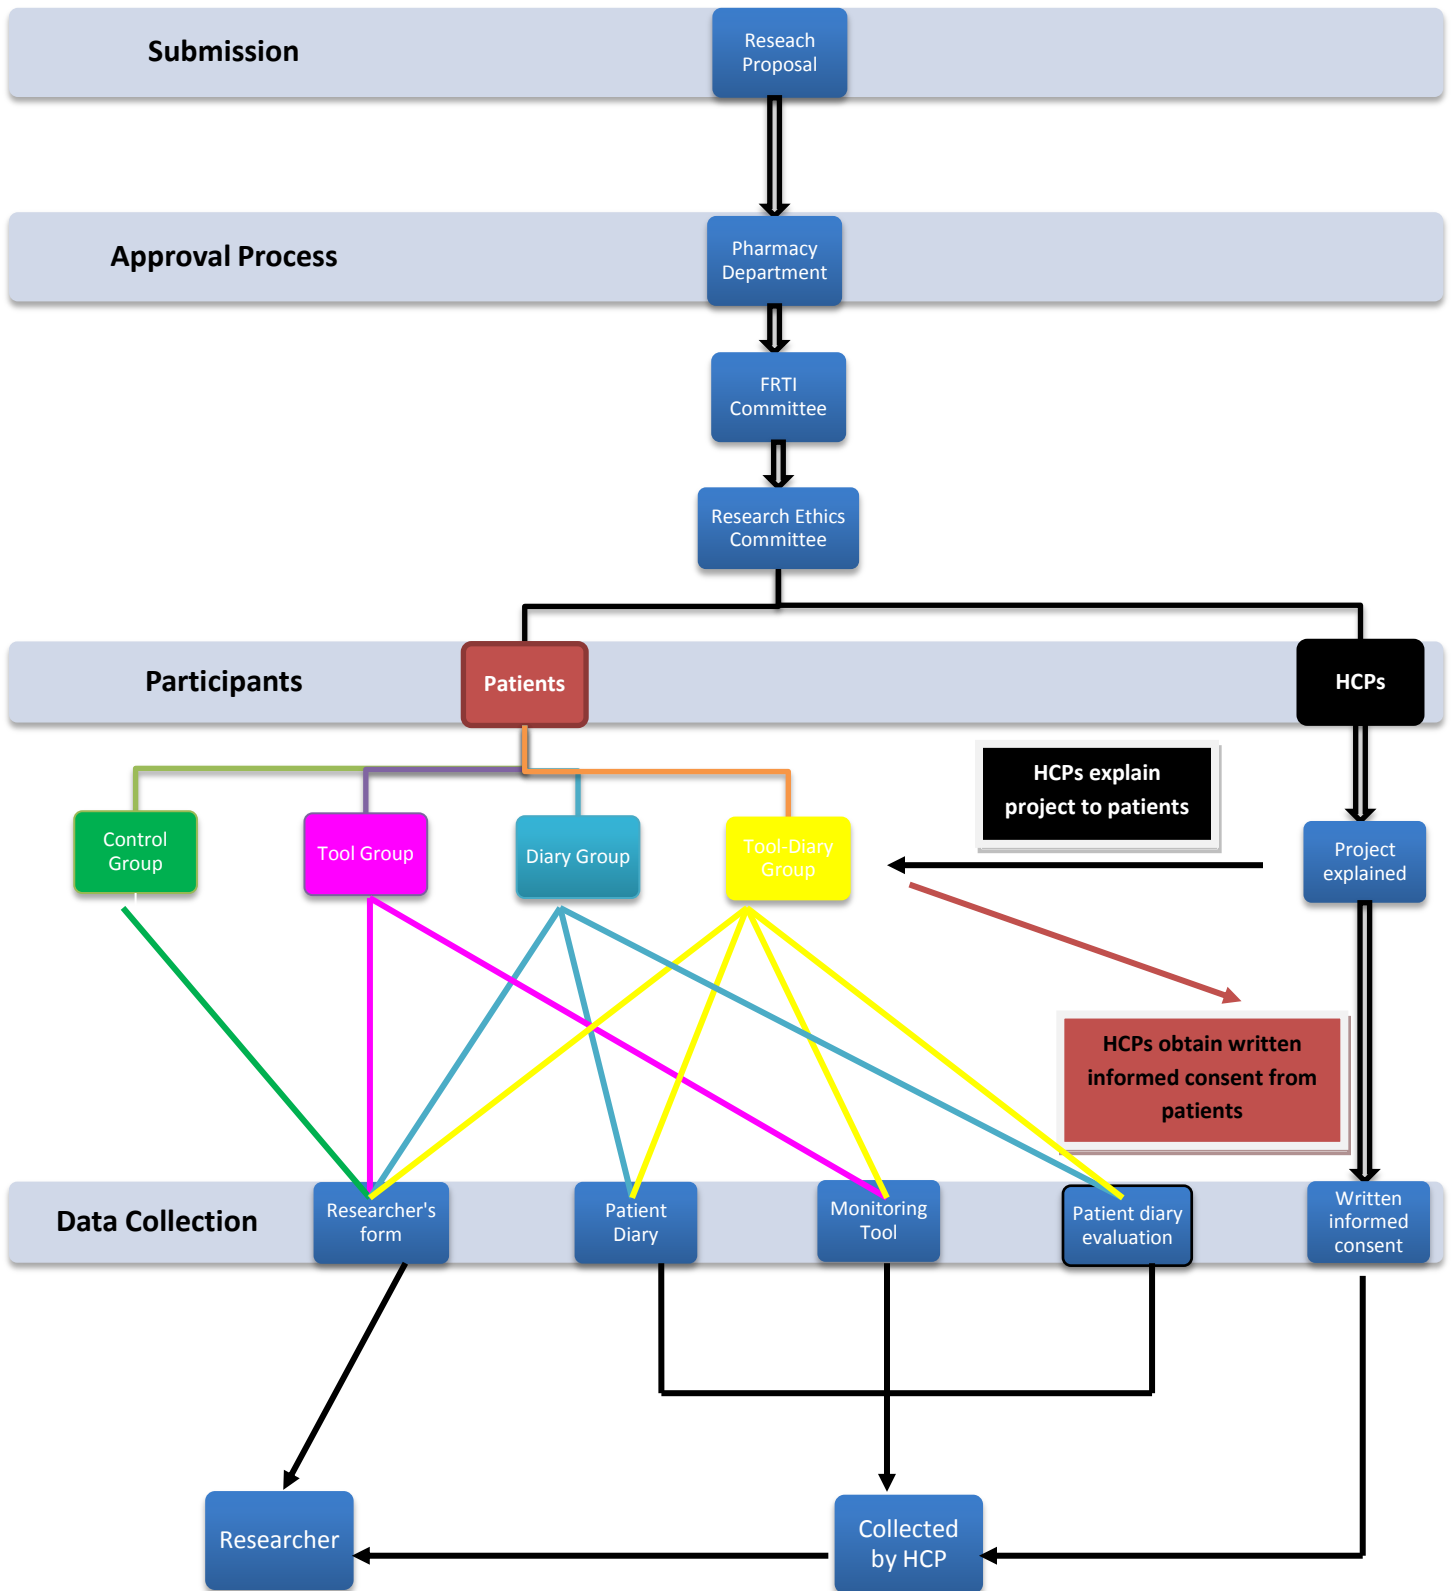 Submission
Reseach
Proposal
Approval Process
Pharmacy
Department
FRTI
Committee
Research Ethics
Committee
Participants
Patients
HCPs
HCPs explain
project to patients
Control
Group
Tool Group
Diary Group
Tool-Diary
Group
Project
explained
HCPs obtain written
informed consent from
patients
Data Collection
Researcher's
form
Patient
Diary
Monitoring
Tool
Patient diary
evaluation
Written
informed
consent
Researcher
Collected
by HCP